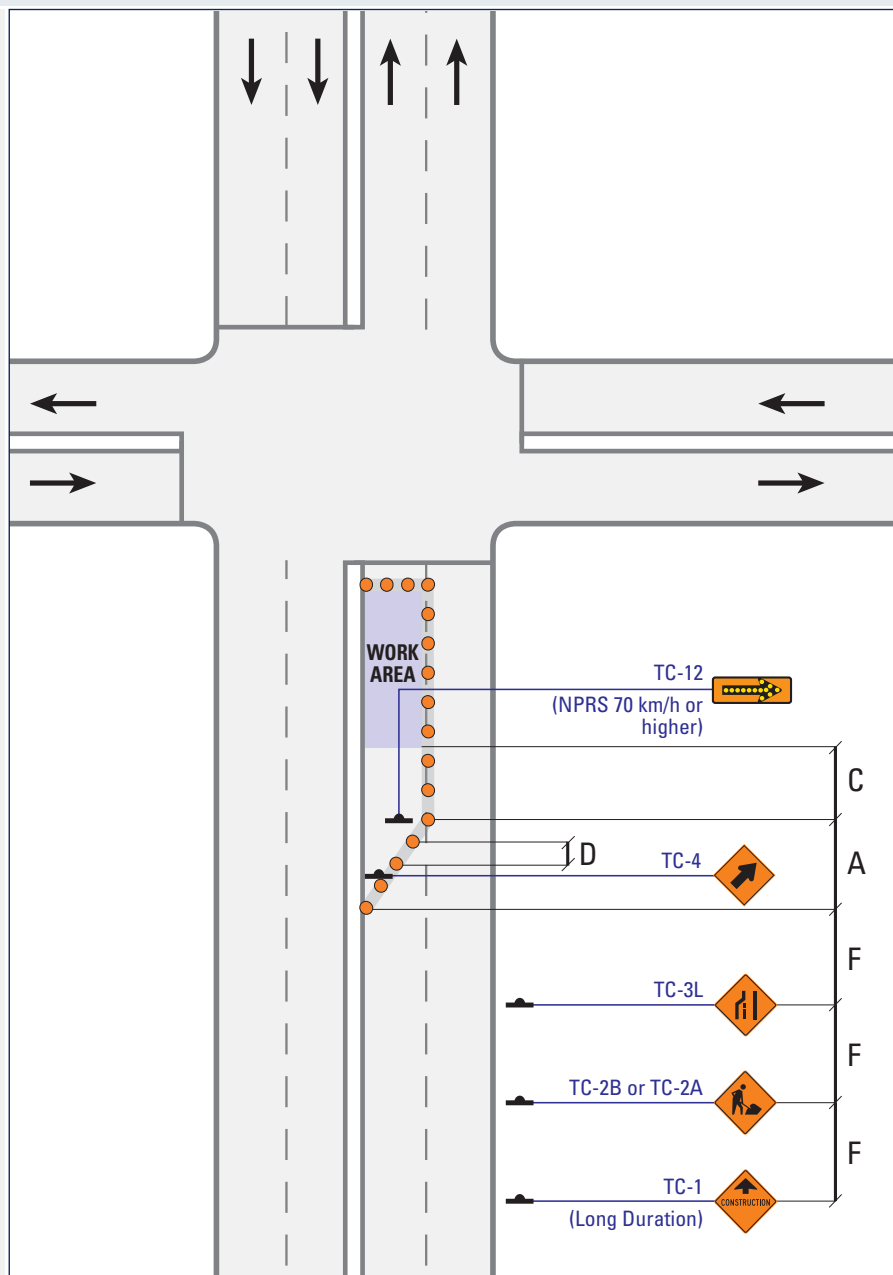 WORK
AREA
TC-12
(NPRS 70 km/h or
higher)
C
D
TC-4
A
F
TC-3L
F
TC-2B or TC-2A
F
TC-1
CONSTRUCTION
(Long Duration)